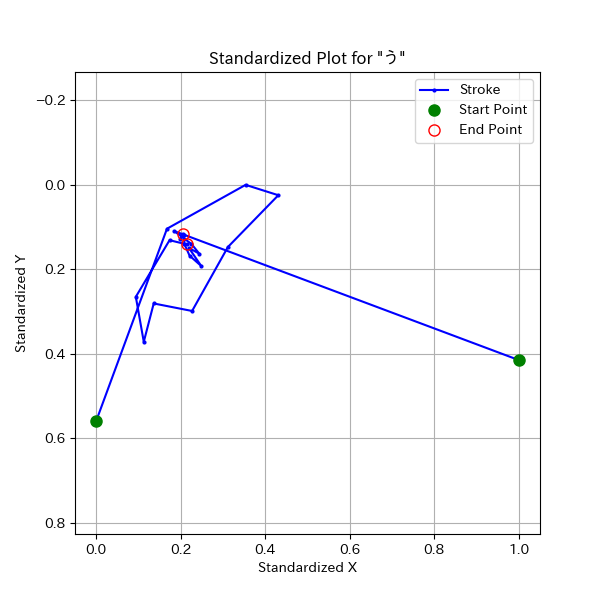 Standardized Plot for "う"
Stroke
Start Point
End Point
−0.2
0.0
0.2
0.4
0.6
0.8
Standardized Y
0.0 0.2 0.4 0.6 0.8 1.0
Standardized X